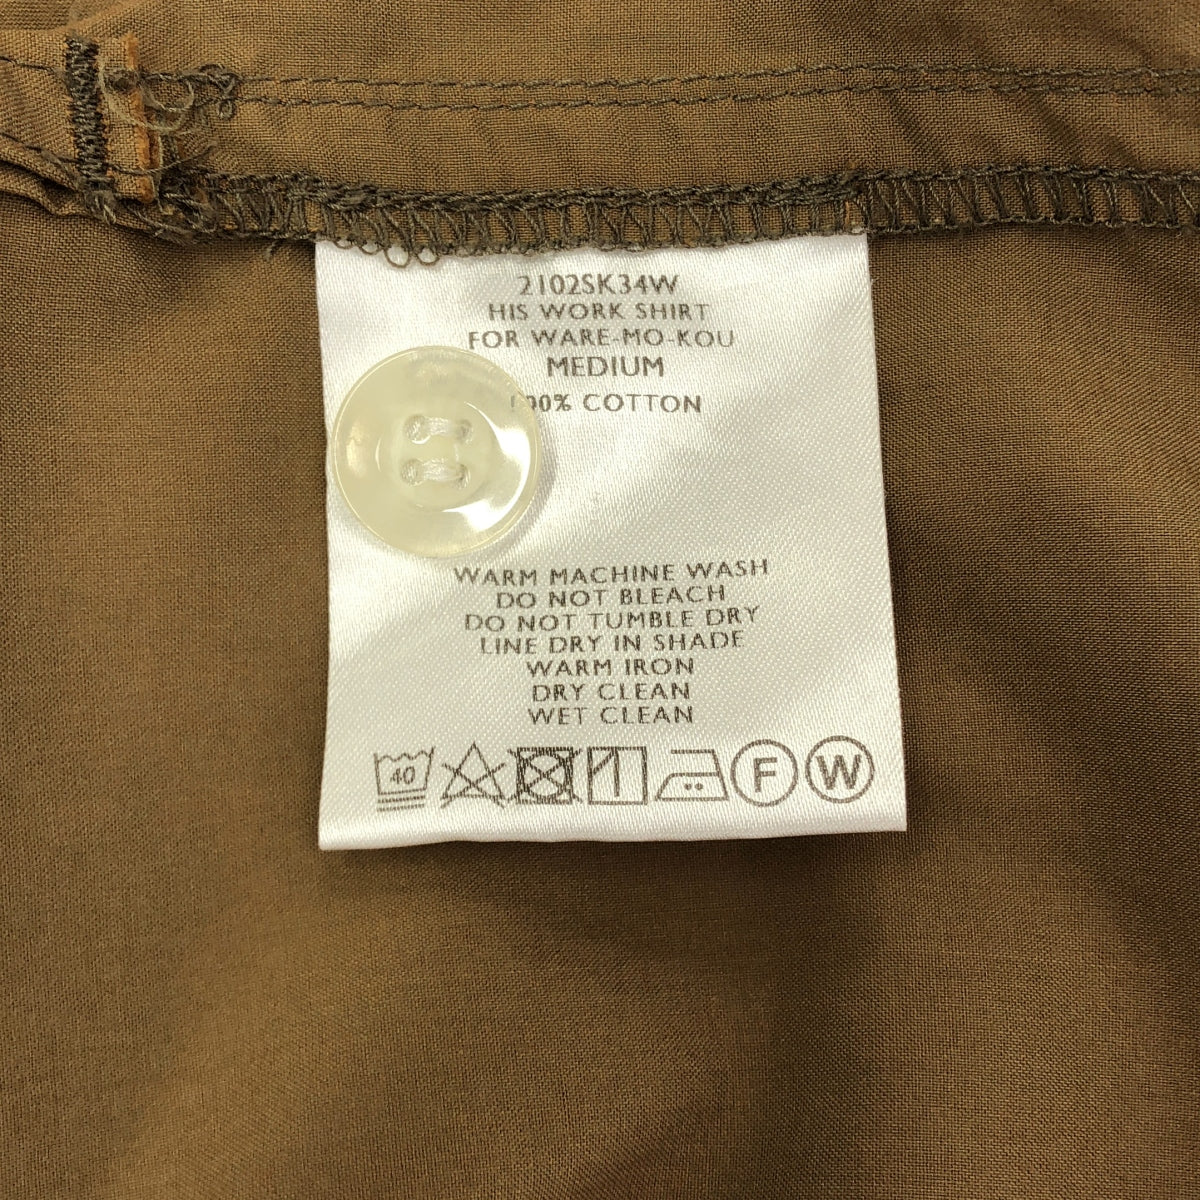 2102SK34W
HIS WORK SHIRT
FOR WARE-MO-KOU
MEDIUM
100% COTTON
WARM MACHINE WASH
DO NOT BLEACH
DO NOT TUMBLE DRY
LINE DRY IN SHADE
WARM IRON
DRY CLEAN
WET CLEAN
40 F W